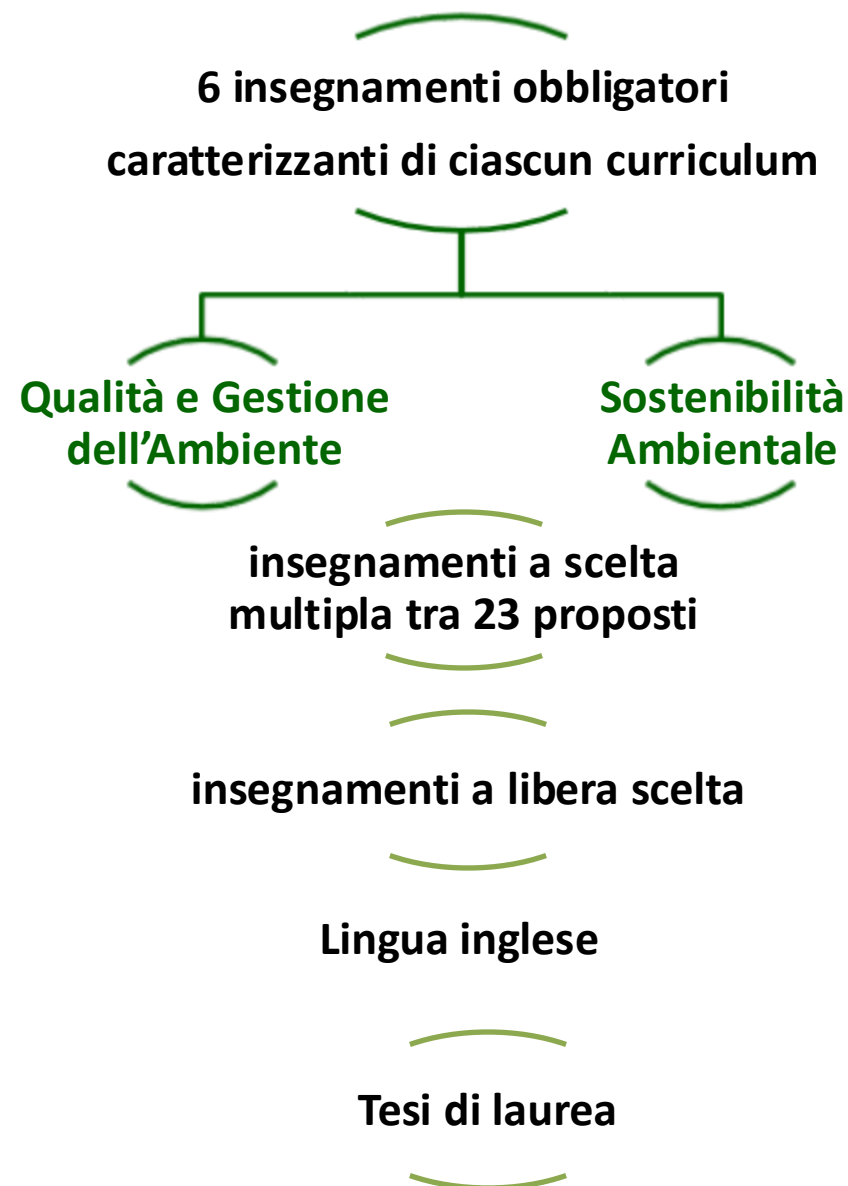 6 insegnamenti obbligatori
caratterizzanti di ciascun curriculum
Qualità e Gestione
dell’Ambiente
Sostenibilità
Ambientale
insegnamenti a scelta
multipla tra 23 proposti
insegnamenti a libera scelta
Lingua inglese
Tesi di laurea